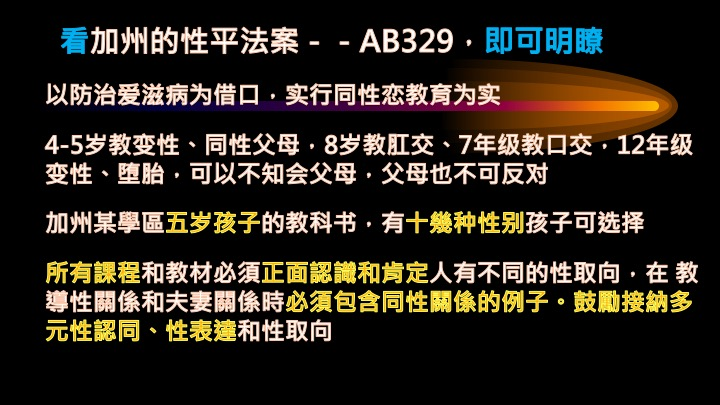 看加州的性平法案－－AB329，即可明瞭
以防治爱滋病为借口，实行同性恋教育为实
4-5岁教变性、同性父母，8岁教肛交、7年级教口交，12年级
变性、堕胎，可以不知会父母，父母也不可反对
加州某學區五岁孩子的教科书，有十幾种性别孩子可选择
所有課程和教材必須正面認識和肯定人有不同的性取向，在 教
導性關係和夫妻關係時必須包含同性關係的例子。鼓勵接納多
元性認同、性表達和性取向